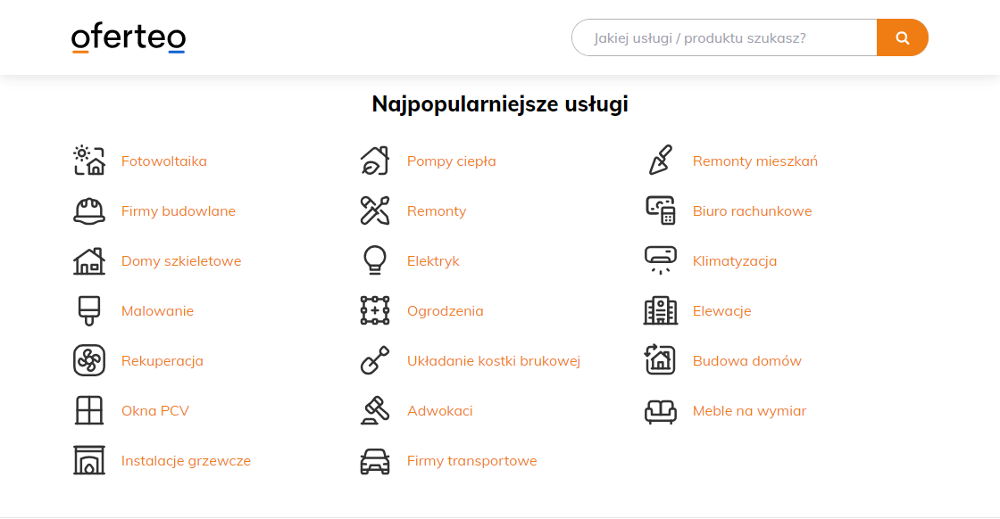 oferteo
Jakiej usługi / produktu szukasz?
Najpopularniejsze usługi
Fotowoltaika
Pompy ciepła
Remonty mieszkań
Firmy budowlane
Remonty
Biuro rachunkowe
Domy szkieletowe
Elektryk
Klimatyzacja
Malowanie
Ogrodzenia
Elewacje
Rekuperacja
Układanie kostki brukowej
Budowa domów
Okna PCV
Adwokaci
Meble na wymiar
Instalacje grzewcze
Firmy transportowe